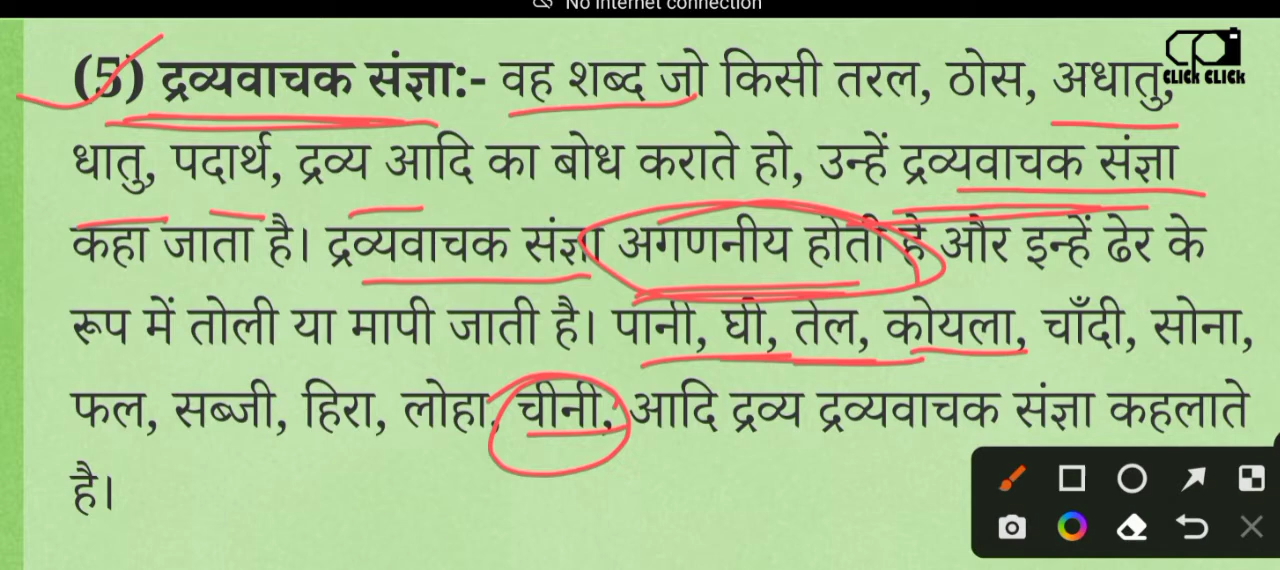 No internet connection
CLICK CLICK
(5) द्रव्यवाचक संज्ञा:- वह शब्द जो किसी तरल, ठोस, अधातु,
धातु, पदार्थ, द्रव्य आदि का बोध कराते हो, उन्हें द्रव्यवाचक संज्ञा
कहा जाता है। द्रव्यवाचक संज्ञा अगणनीय होती है और इन्हें ढेर के
रूप में तोली या मापी जाती है। पानी, घी, तेल, कोयला, चाँदी, सोना,
फल, सब्जी, हिरा, लोहा, चीनी, आदि द्रव्य द्रव्यवाचक संज्ञा कहलाते
है।